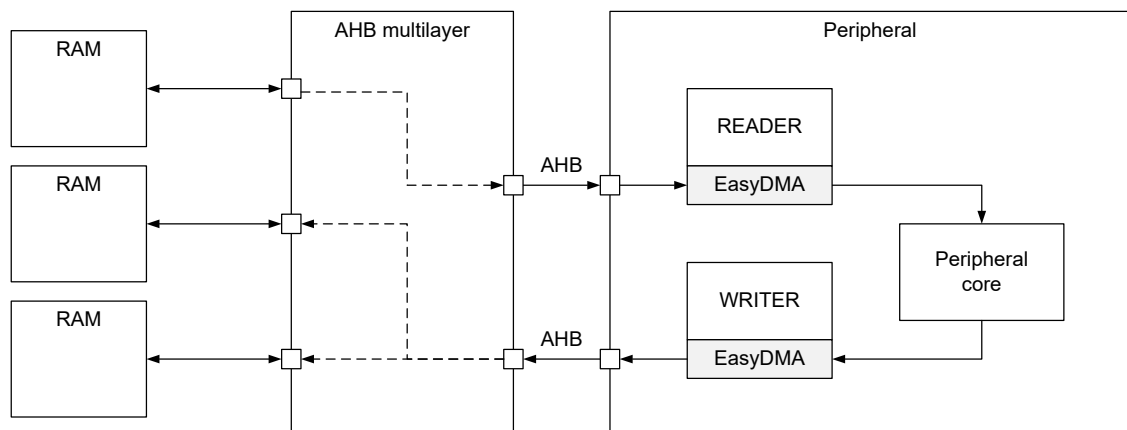 AHB multilayer
Peripheral
RAM
RAM
RAM
AHB
AHB
READER
EasyDMA
WRITER
EasyDMA
Peripheral
core